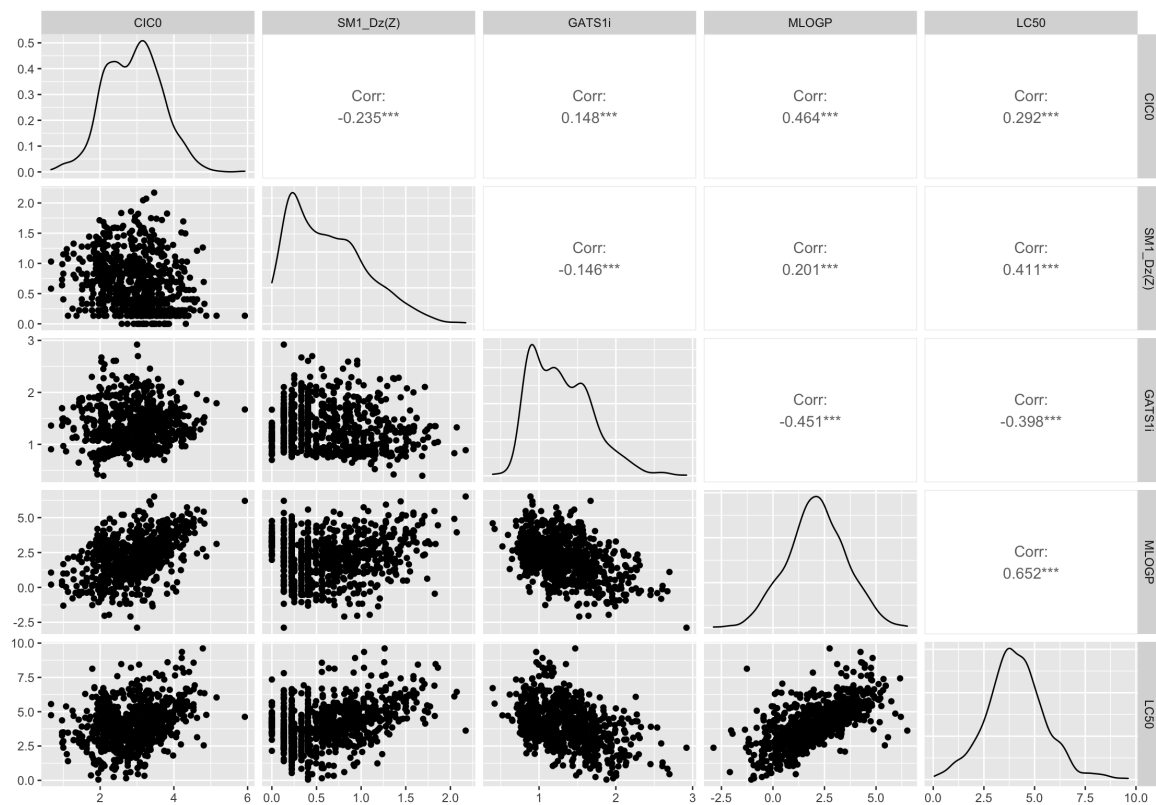 CIC0 SM1_Dz(Z) GATS1i MLOGP LC50
0.5
0.4
0.3
0.2
0.1
0.0
Corr:
-0.235***
Corr:
0.148***
Corr:
0.464***
Corr:
0.292***
CIC0
2.0
1.5
1.0
0.5
0.0
Corr:
-0.146***
Corr:
0.201***
Corr:
0.411***
SM1_Dz(Z)
3
2
1
Corr:
-0.451***
Corr:
-0.398***
GATS1i
5.0
2.5
0.0
-2.5
Corr:
0.652***
MLOGP
10.0
7.5
5.0
2.5
0.0
LC50
2 4 6 0.0 0.5 1.0 1.5 2.0 1 2 3 -2.5 0.0 2.5 5.0 0.0 2.5 5.0 7.5 10.0